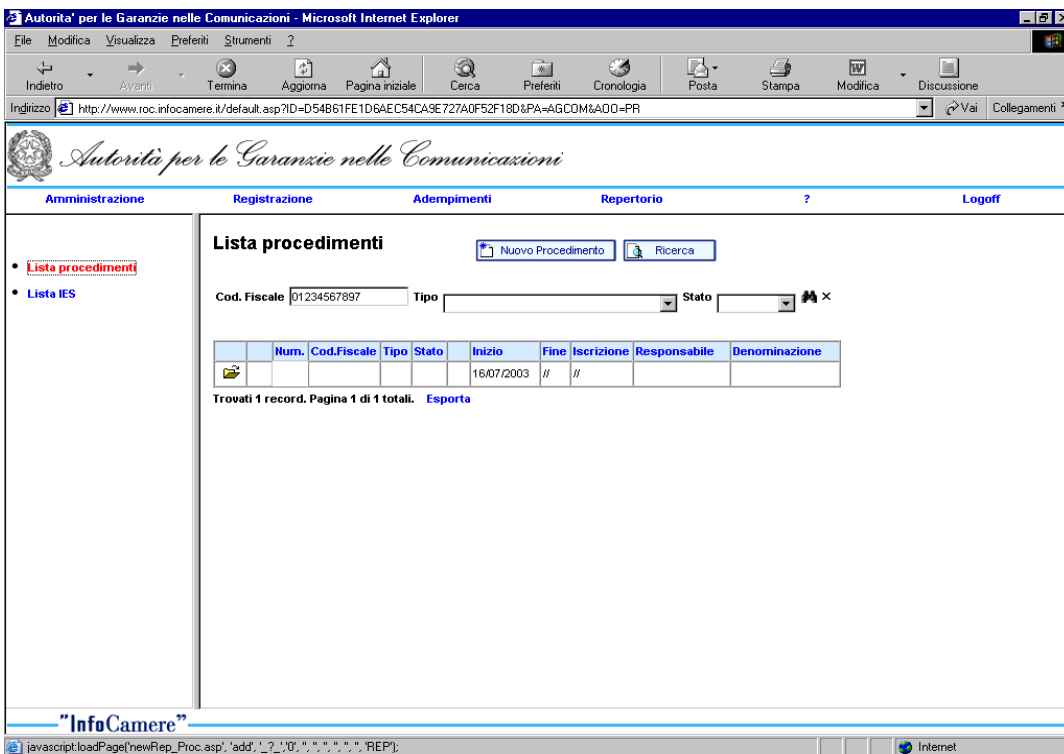 Autorita' per le Garanzie nelle Comunicazioni - Microsoft Internet Explorer
File Modifica Visualizza Preferiti Strumenti ?
Indietro Avanti Termina Aggiorna Pagina iniziale Cerca Preferiti Cronologia Posta Stampa Modifica Discussione
Indirizzo http://www.roc.infocamere.it/default.asp?ID=D54B61FE1D6AEC54CA9E727A0F52F18D&PA=AGCOM&AOO=PR Vai Collegamenti
Autorità per le Garanzie nelle Comunicazioni
Amministrazione Registrazione Adempimenti Repertorio ? Logoff
Lista procedimenti Nuovo Procedimento Ricerca
Lista procedimenti
Lista IES
Cod. Fiscale 01234567897 Tipo Stato
Num. Cod.Fiscale Tipo Stato Inizio Fine Iscrizione Responsabile Denominazione
16/07/2003 // //
Trovati 1 record. Pagina 1 di 1 totali. Esporta
"InfoCamere"
javascript:loadPage('newRep_Proc.asp', 'add', '_?_','0', '', '', '', '', '', 'REP'); Internet